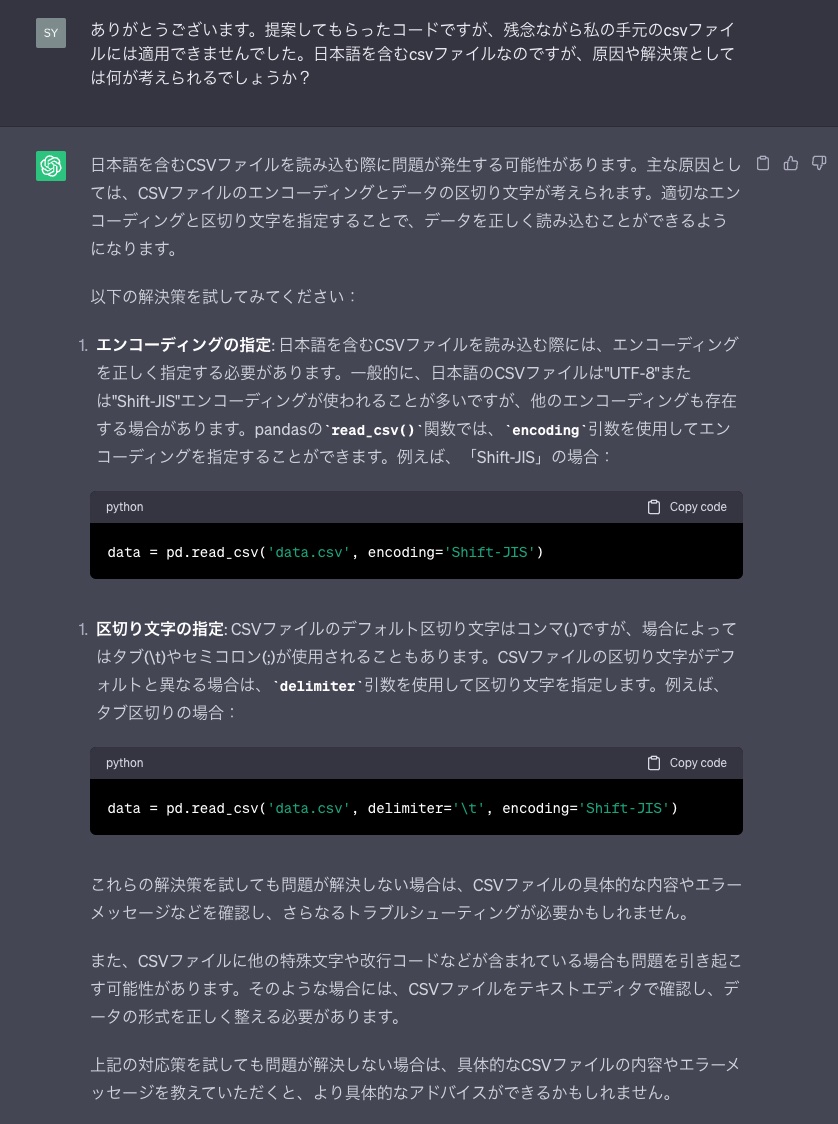 SY
ありがとうございます。提案してもらったコードですが、残念ながら私の手元のcsvファイ
ルには適用できませんでした。日本語を含むcsvファイルなのですが、原因や解決策として
は何が考えられるでしょうか？
日本語を含むCSVファイルを読み込む際に問題が発生する可能性があります。主な原因とし
ては、CSVファイルのエンコーディングとデータの区切り文字が考えられます。適切なエン
コーディングと区切り文字を指定することで、データを正しく読み込むことができるよう
になります。
以下の解決策を試してみてください：
1. エンコーディングの指定: 日本語を含むCSVファイルを読み込む際には、エンコーディング
を正しく指定する必要があります。一般的に、日本語のCSVファイルは"UTF-8"また
は"Shift-JIS"エンコーディングが使われることが多いですが、他のエンコーディングも存在
する場合があります。pandasの`read_csv()`関数では、`encoding`引数を使用してエン
コーディングを指定することができます。例えば、「Shift-JIS」の場合：
python
Copy code
data = pd.read_csv('data.csv', encoding='Shift-JIS')
1. 区切り文字の指定: CSVファイルのデフォルト区切り文字はコンマ(,)ですが、場合によって
はタブ(\t)やセミコロン(;)が使用されることもあります。CSVファイルの区切り文字がデフ
ォルトと異なる場合は、`delimiter`引数を使用して区切り文字を指定します。例えば、
タブ区切りの場合：
python
Copy code
data = pd.read_csv('data.csv', delimiter='\t', encoding='Shift-JIS')
これらの解決策を試しても問題が解決しない場合は、CSVファイルの具体的な内容やエラー
メッセージなどを確認し、さらなるトラブルシューティングが必要かもしれません。
また、CSVファイルに他の特殊文字や改行コードなどが含まれている場合も問題を引き起こ
す可能性があります。そのような場合には、CSVファイルをテキストエディタで確認し、デ
ータの形式を正しく整える必要があります。
上記の対応策を試しても問題が解決しない場合は、具体的なCSVファイルの内容やエラーメ
ッセージを教えていただくと、より具体的なアドバイスができるかもしれません。